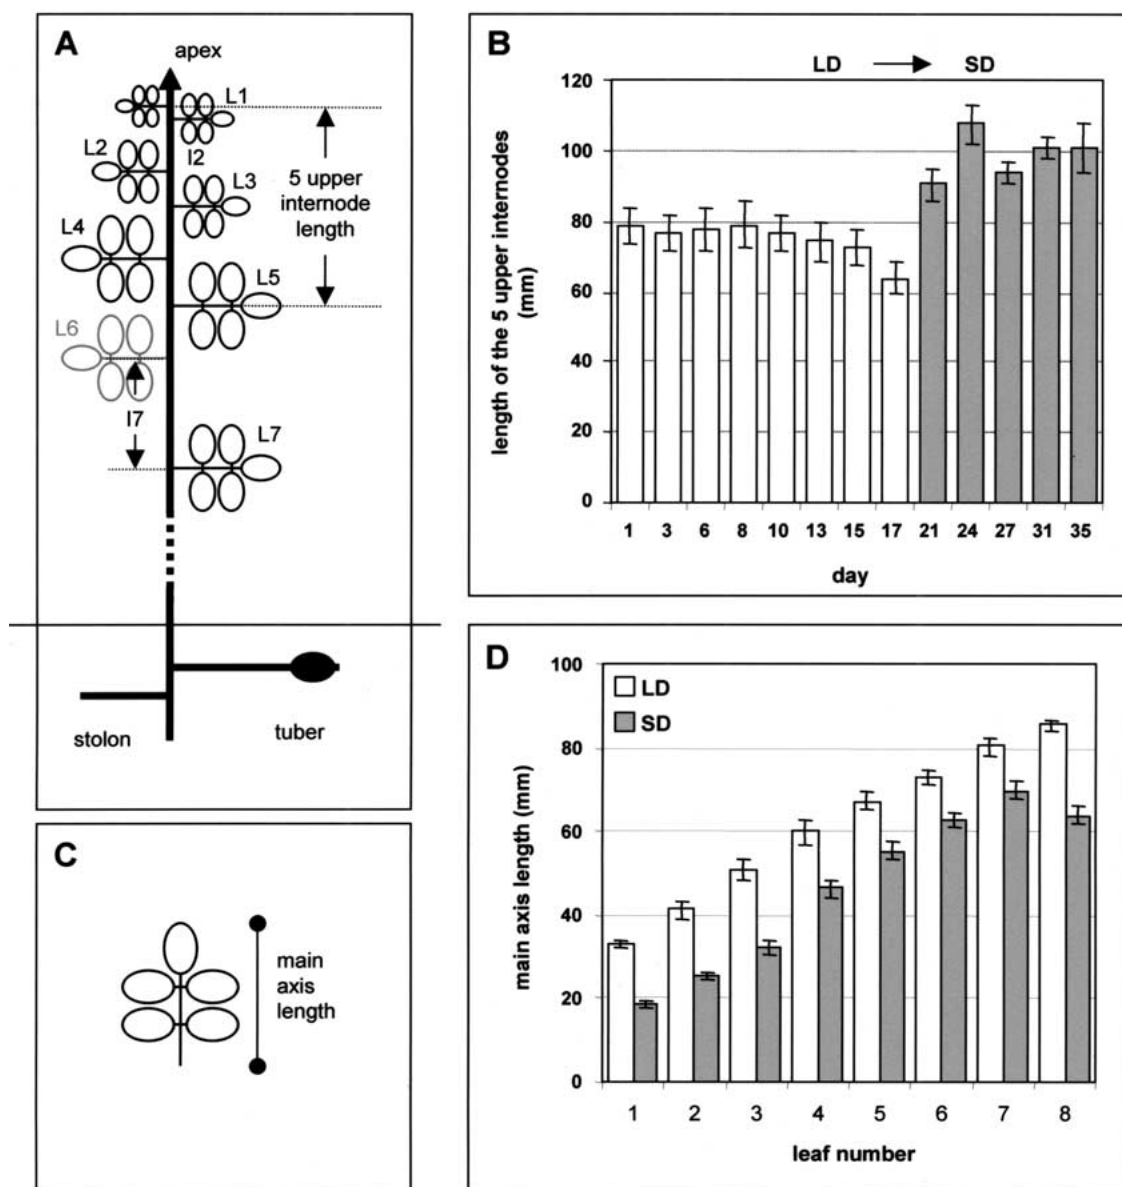 A
apex
L1
L2
I2
L3
5 upper
internode
length
L4
L5
L6
I7
L7
stolon
tuber
B
LD
SD
length of the 5 upper internodes
(mm)
120
100
80
60
40
20
0
1 3 6 8 10 13 15 17 21 24 27 31 35
day
C
main
axis
length
D
LD
SD
main axis length (mm)
100
80
60
40
20
0
1 2 3 4 5 6 7 8
leaf number